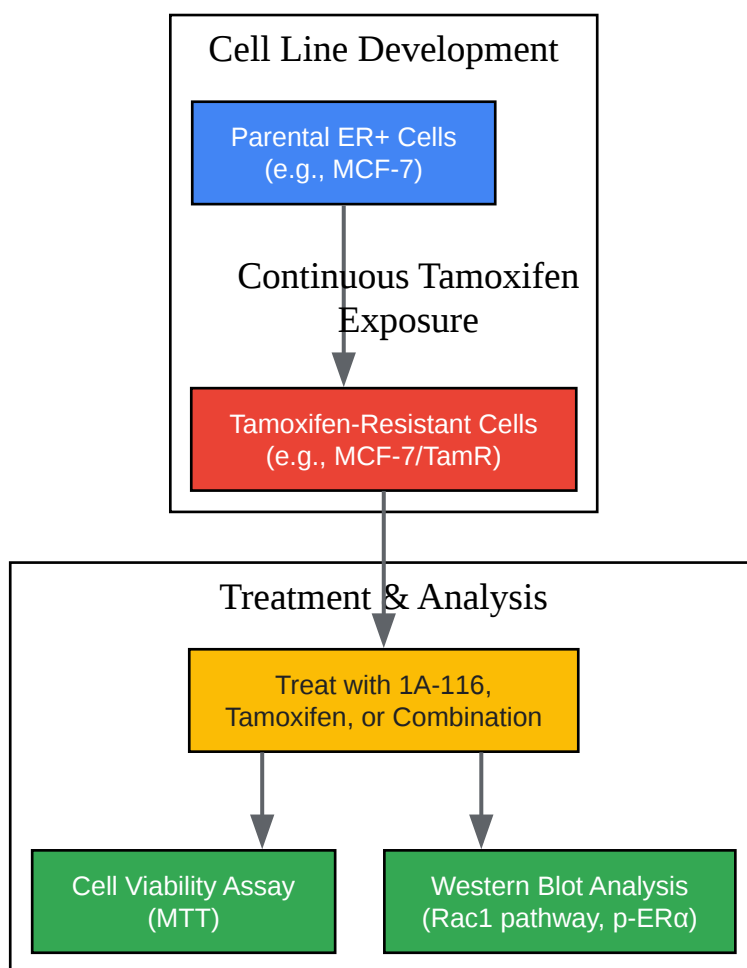 Cell Line Development
Parental ER+ Cells
(e.g., MCF-7)
Continuous Tamoxifen
Exposure
Tamoxifen-Resistant Cells
(e.g., MCF-7/TamR)
Treatment & Analysis
Treat with 1A-116,
Tamoxifen, or Combination
Cell Viability Assay
(MTT)
Western Blot Analysis
(Rac1 pathway, p-ERα)